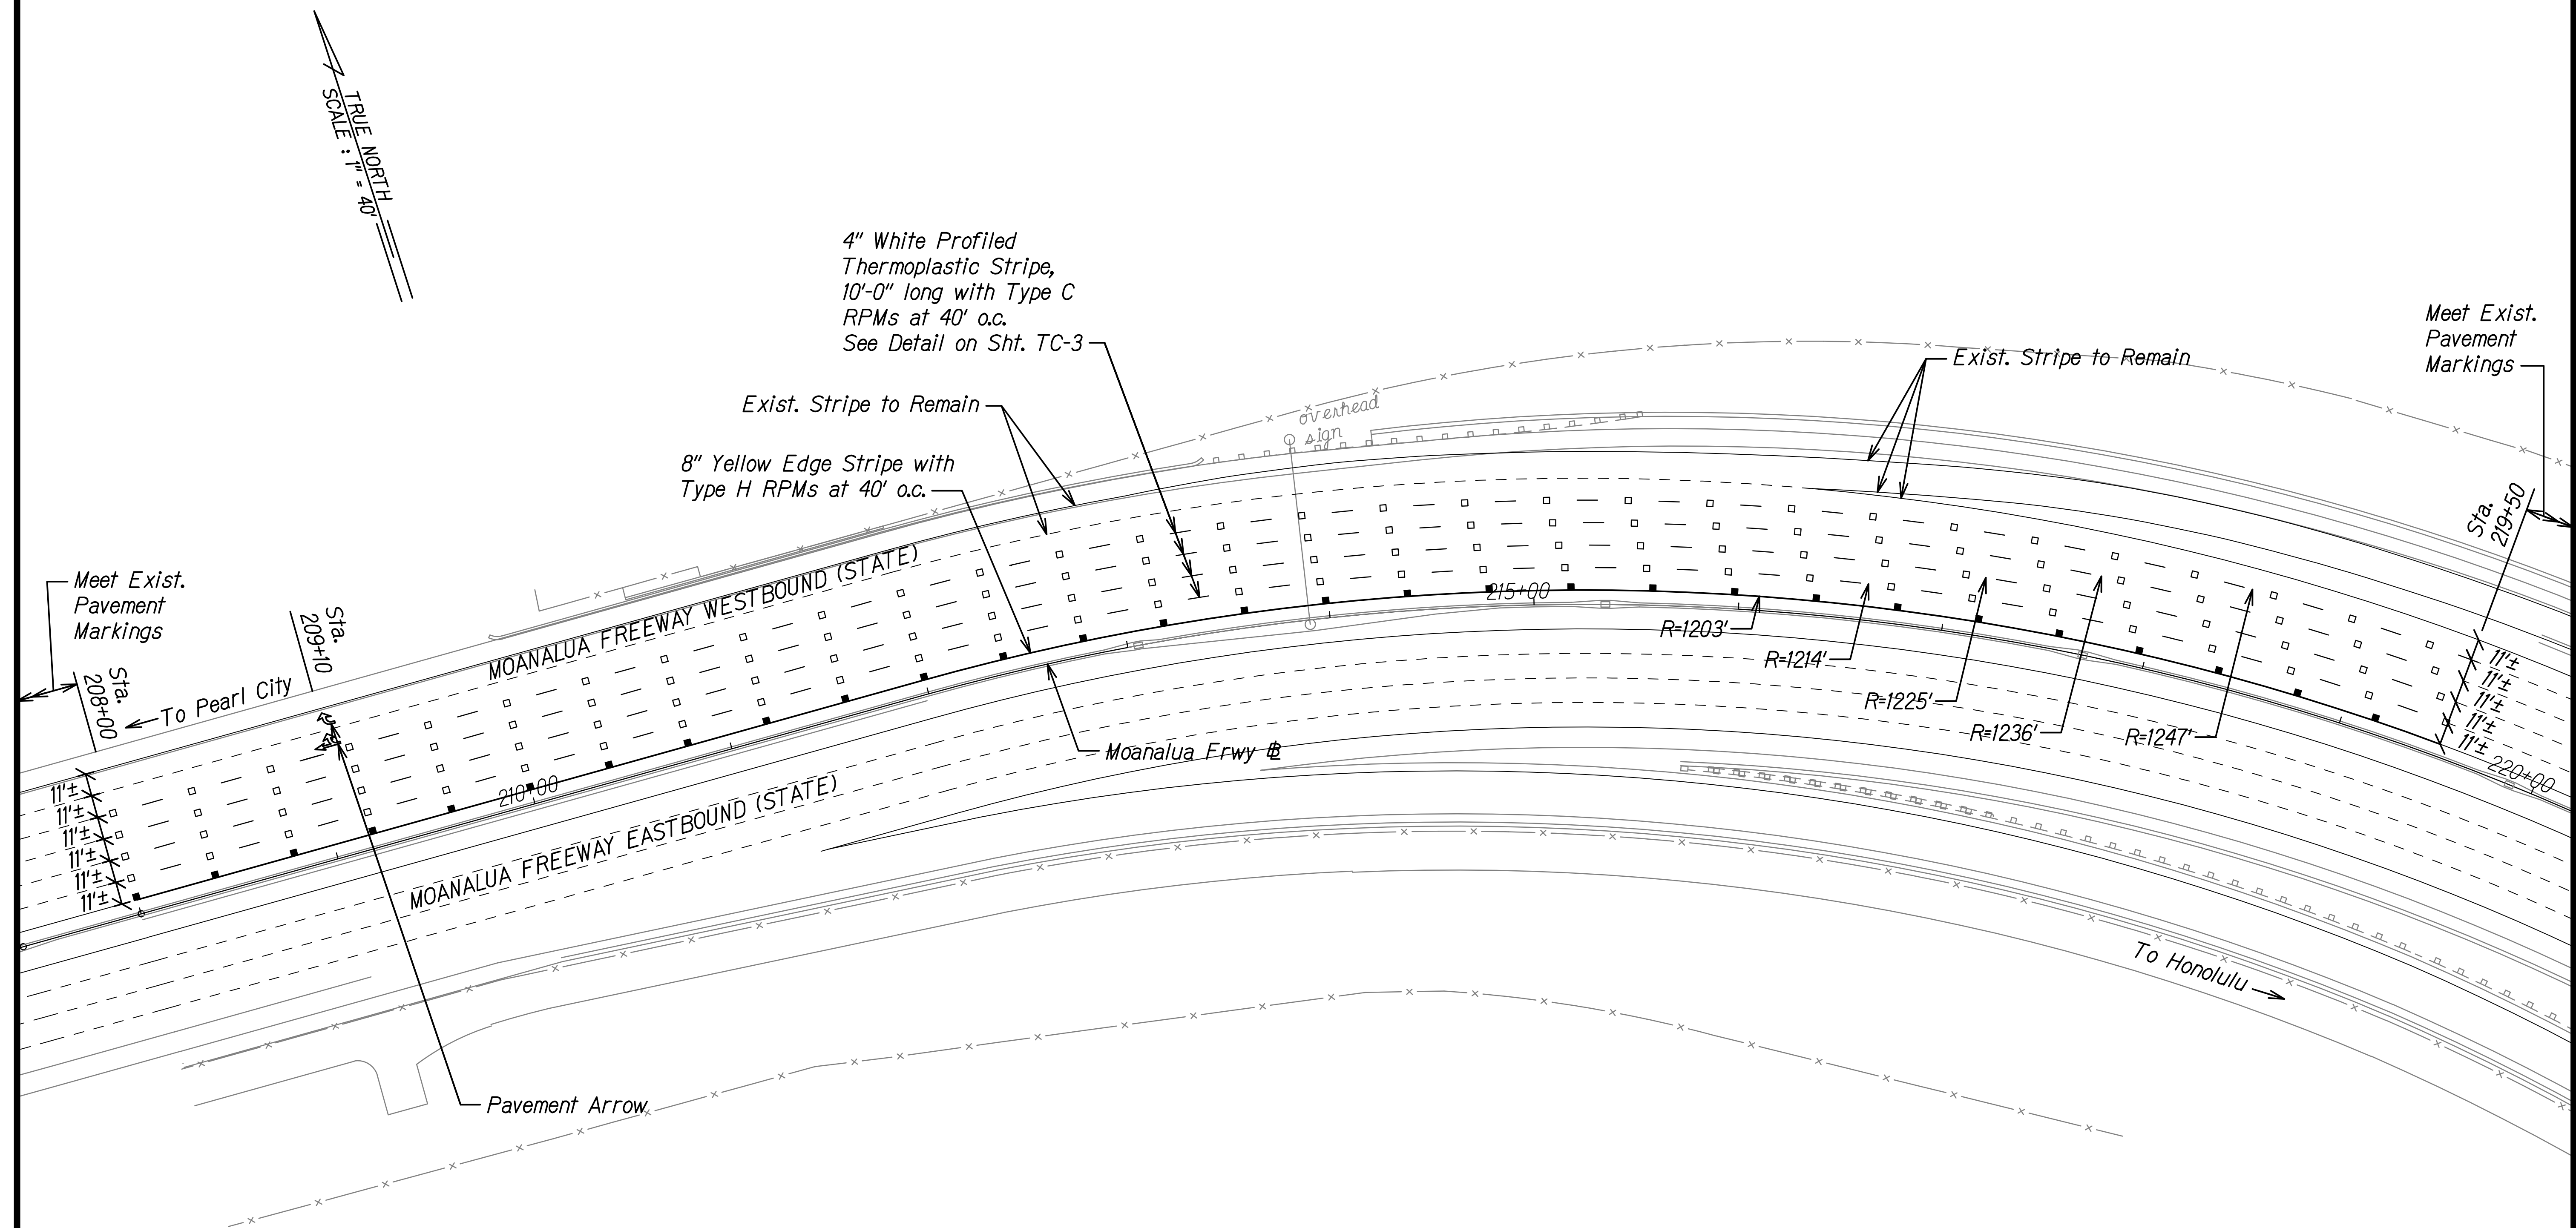 TRUE NORTH
SCALE : 1" = 40'
4" White Profiled
Thermoplastic Stripe,
10'-0" long with Type C
RPMs at 40' o.c.
See Detail on Sht. TC-3
Exist. Stripe to Remain
8" Yellow Edge Stripe with
Type H RPMs at 40' o.c.
overhead
sign
Exist. Stripe to Remain
Meet Exist.
Pavement
Markings
Sta.
219+50
Meet Exist.
Pavement
Markings
Sta.
208+00
To Pearl City
Sta.
209+10
MOANALUA FREEWAY WESTBOUND (STATE)
215+00
R=1203'
R=1214'
R=1225'
R=1236'
R=1247'
11'±
11'±
11'±
11'±
11'±
220+00
11'±
11'±
11'±
11'±
11'±
11'±
210+00
Moanalua Frwy B
MOANALUA FREEWAY EASTBOUND (STATE)
To Honolulu
Pavement Arrow